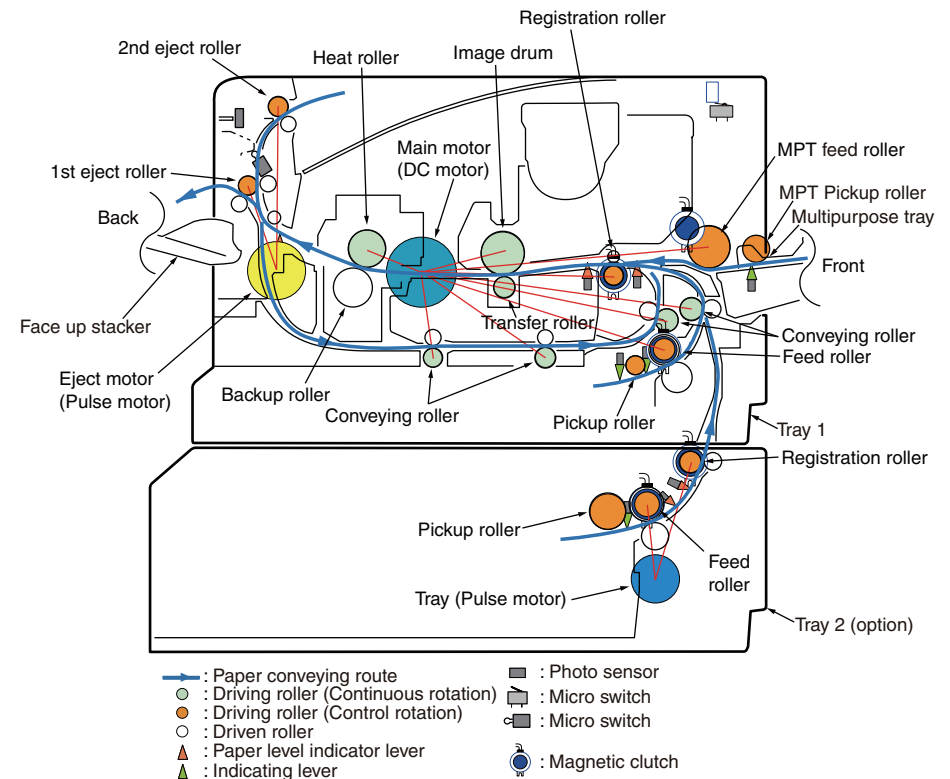 Registration roller
2nd eject roller
Heat roller
Image drum
Main motor
(DC motor)
MPT feed roller
1st eject roller
MPT Pickup roller
Multipurpose tray
Back
Front
Face up stacker
Transfer roller
Conveying roller
Feed roller
Eject motor
(Pulse motor)
Backup roller
Conveying roller
Pickup roller
Tray 1
Registration roller
Pickup roller
Feed
roller
Tray (Pulse motor)
Tray 2 (option)
: Paper conveying route
: Driving roller (Continuous rotation)
: Driving roller (Control rotation)
: Driven roller
: Paper level indicator lever
: Indicating lever
: Photo sensor
: Micro switch
: Micro switch
: Magnetic clutch